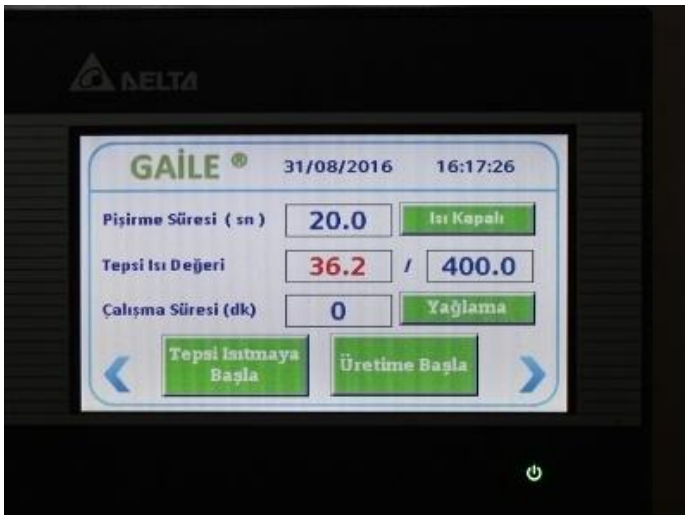 DELTA
GAİLE ® 31/08/2016 16:17:26
Pişirme Süresi ( sn ) 20.0 Isı Kapalı
Tepsi Isı Değeri 36.2 / 400.0
Çalışma Süresi (dk) 0 Yağlama
Tepsi Isıtmaya
Başla
Üretime Başla